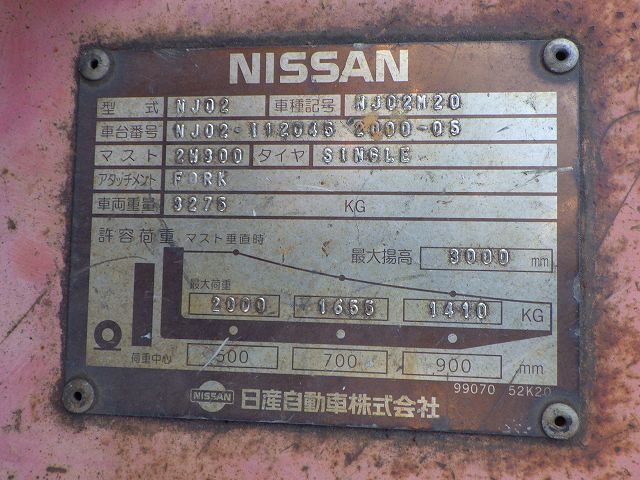 NISSAN
型式 NJ02 車種記号 NJ02M20
車台番号 NJ02-112045 2000-05
マスト 2M300 タイヤ SINGLE
アタッチメント FORK
車両重量 3275 KG
許容荷重 マスト垂直時 最大揚高 3000 mm
最大荷重
2000 1655 1410 KG
荷重中心 500 700 900 mm
99070 52K20
NISSAN 日産自動車株式会社